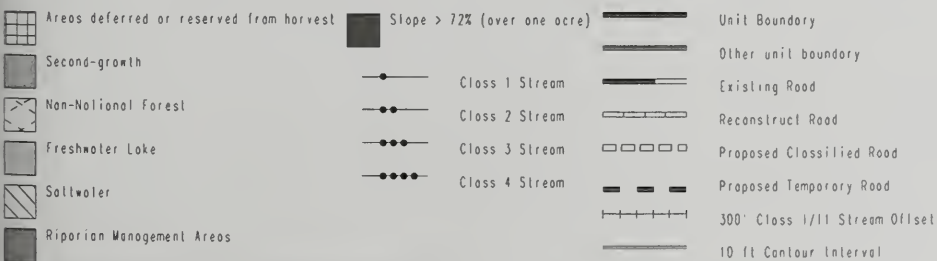 Areas deferred or reserved from harvest
Second-growth
Non-National Forest
Freshwater Lake
Saltwater
Riparian Management Areas
Slope > 72% (over one acre)
Class 1 Stream
Class 2 Stream
Class 3 Stream
Class 4 Stream
Unit Boundary
Other unit boundary
Existing Road
Reconstruct Road
Proposed Classified Road
Proposed Temporary Road
300' Class I/II Stream Offset
10 ft Contour Interval